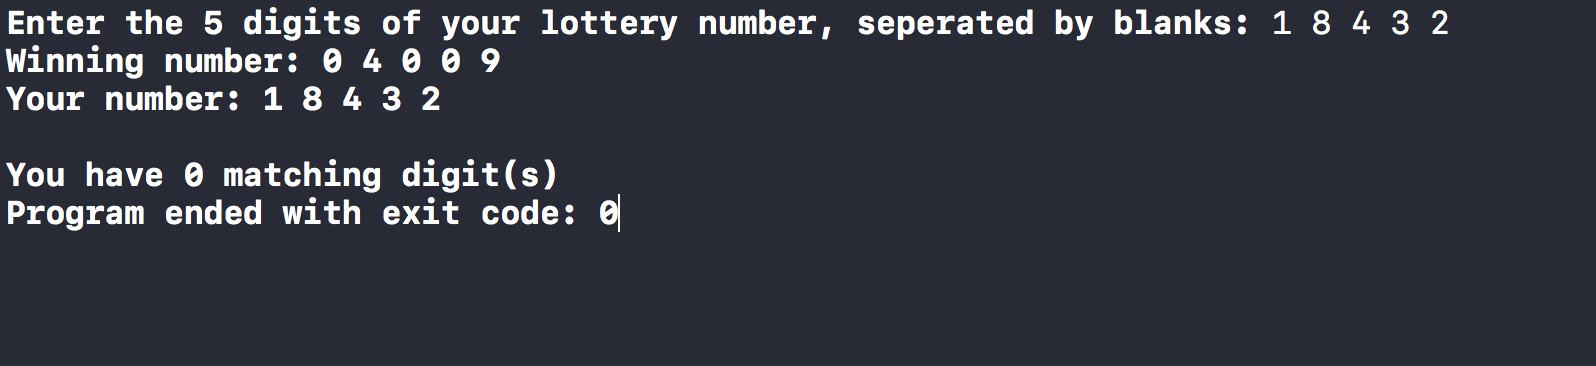 Enter the 5 digits of your lottery number, seperated by blanks: 1 8 4 3 2
Winning number: 0 4 0 0 9
Your number: 1 8 4 3 2
You have 0 matching digit(s)
Program ended with exit code: 0